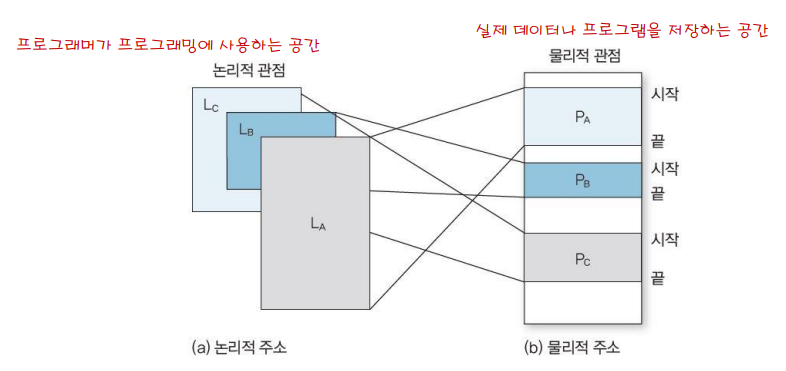 프로그래머가 프로그래밍에 사용하는 공간
실제 데이터나 프로그램을 저장하는 공간
논리적 관점
물리적 관점
LC
LB
LA
PA
시작
끝
PB
시작
끝
PC
시작
끝
(a) 논리적 주소
(b) 물리적 주소